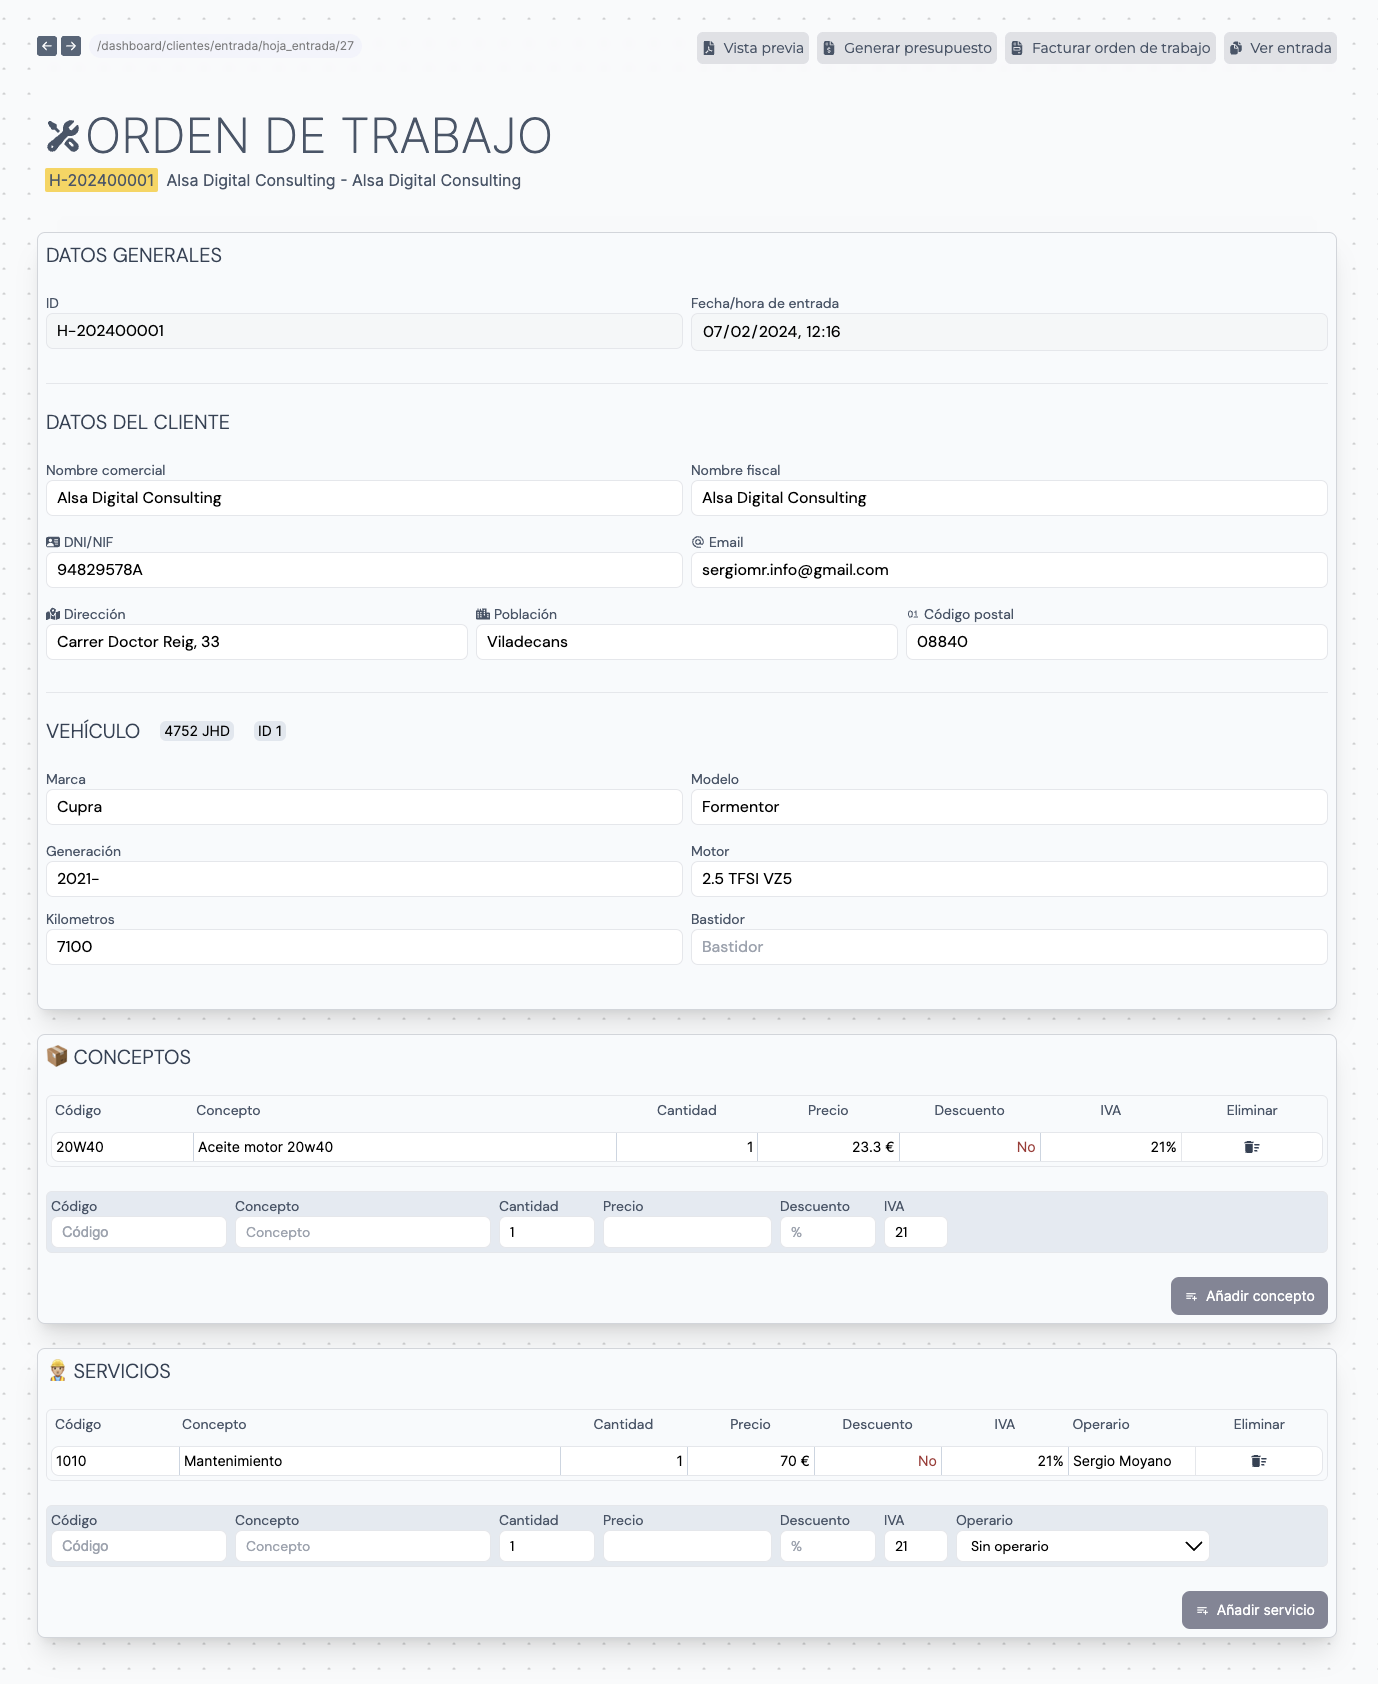 /dashboard/clientes/entrada/hoja_entrada/27
Vista previa
Generar presupuesto
Facturar orden de trabajo
Ver entrada
ORDEN DE TRABAJO
H-202400001 Alsa Digital Consulting - Alsa Digital Consulting
DATOS GENERALES
ID Fecha/hora de entrada
H-202400001 07/02/2024, 12:16
DATOS DEL CLIENTE
Nombre comercial Nombre fiscal
Alsa Digital Consulting Alsa Digital Consulting
DNI/NIF @ Email
94829578A sergiomr.info@gmail.com
Dirección Población 01 Código postal
Carrer Doctor Reig, 33 Viladecans 08840
VEHÍCULO 4752 JHD ID 1
Marca Modelo
Cupra Formentor
Generación Motor
2021- 2.5 TFSI VZ5
Kilometros Bastidor
7100 Bastidor
CONCEPTOS
Código Concepto Cantidad Precio Descuento IVA Eliminar
20W40 Aceite motor 20w40 1 23.3 € No 21%
Código Concepto Cantidad Precio Descuento IVA
Código Concepto 1 % 21
Añadir concepto
SERVICIOS
Código Concepto Cantidad Precio Descuento IVA Operario Eliminar
1010 Mantenimiento 1 70 € No 21% Sergio Moyano
Código Concepto Cantidad Precio Descuento IVA Operario
Código Concepto 1 % 21 Sin operario
Añadir servicio